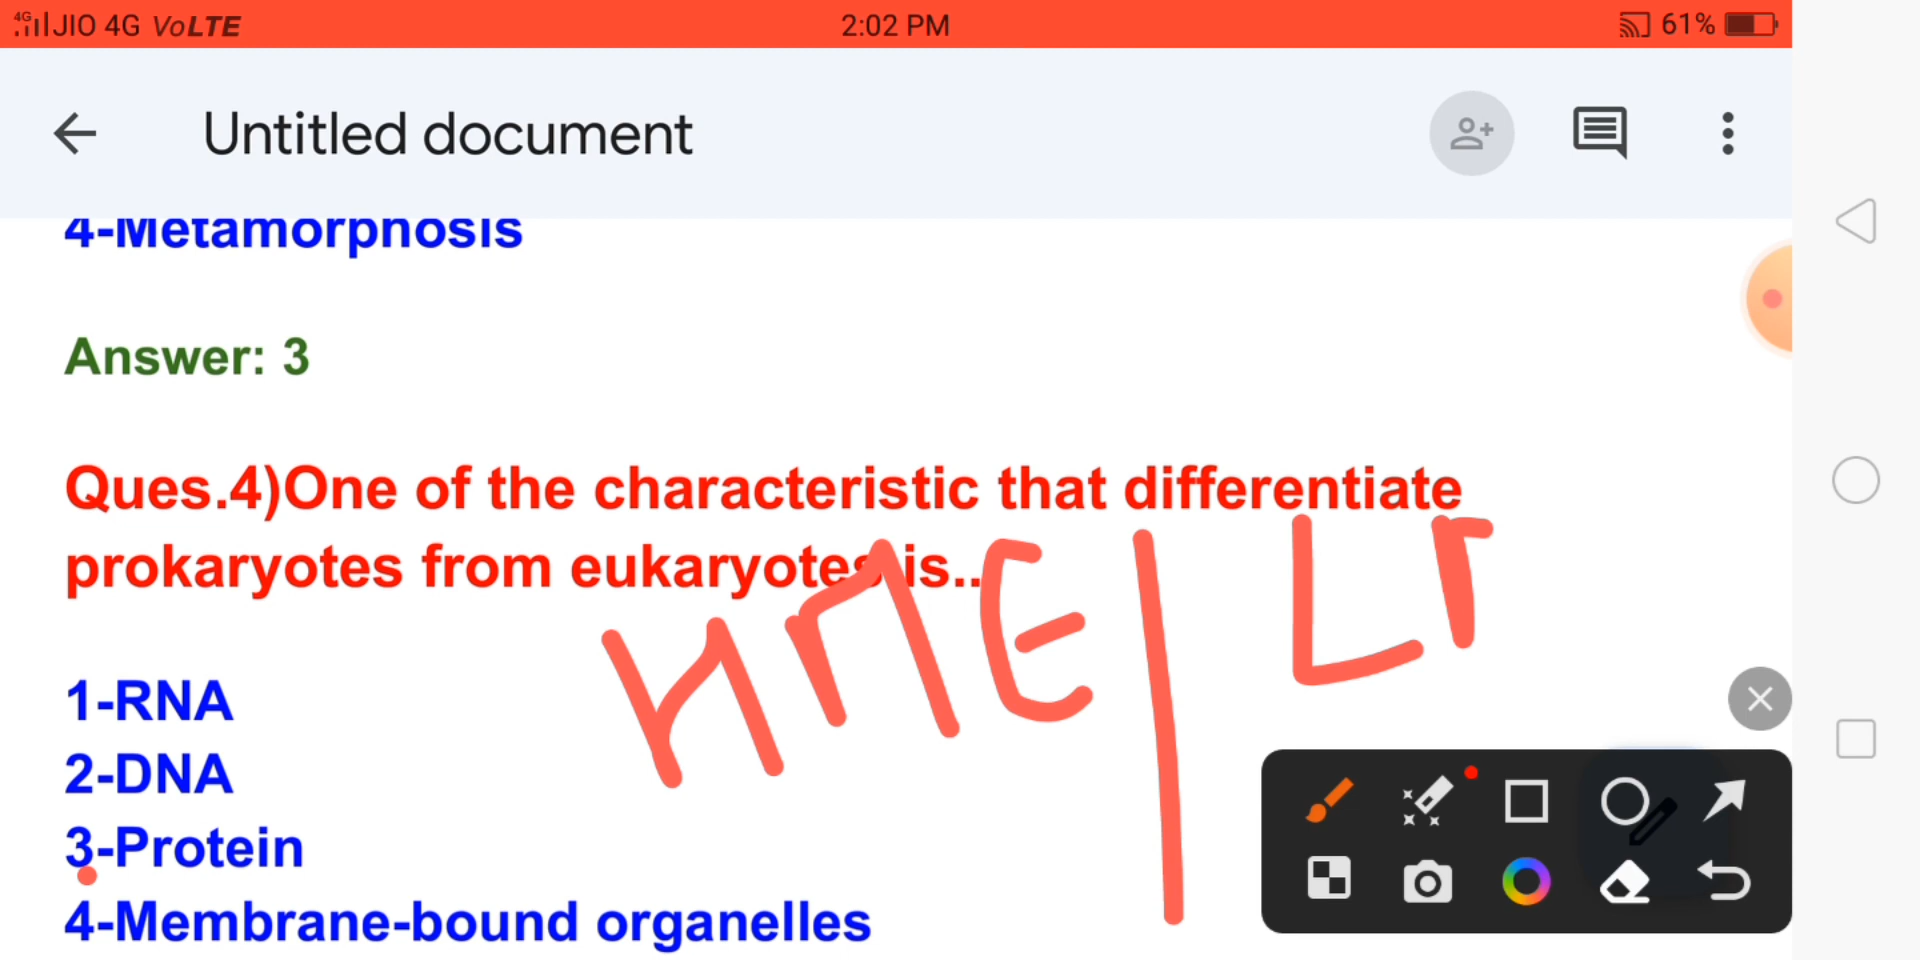 4G JIO 4G VoLTE 2:02 PM 61%
Untitled document
4-Metamorphosis
Answer: 3
Ques.4)One of the characteristic that differentiate
prokaryotes from eukaryotes is..
1-RNA
2-DNA
3-Protein
4-Membrane-bound organelles